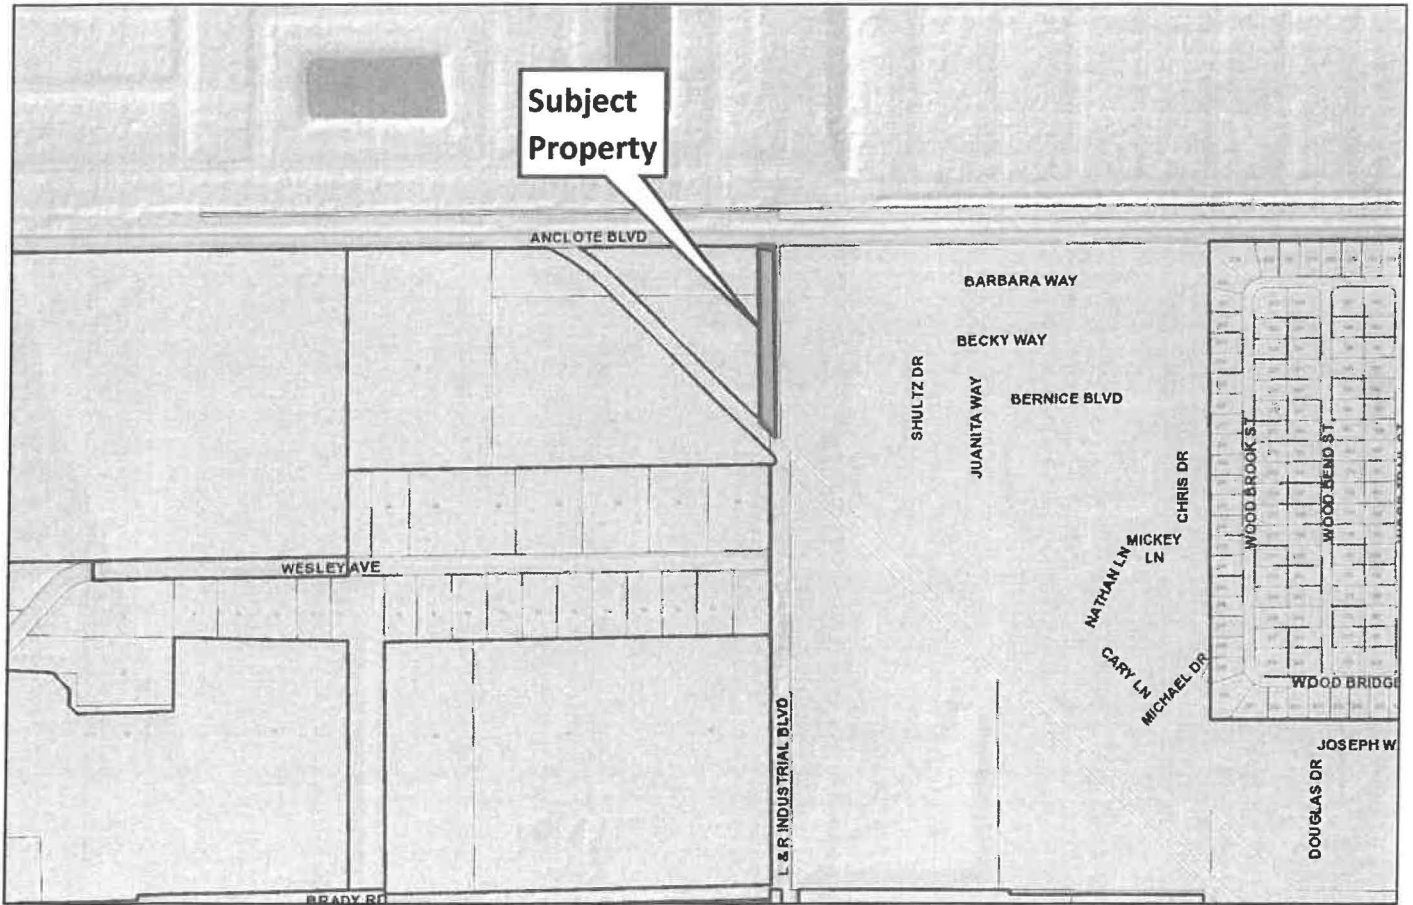 Subject
Property
ANCLOTE BLVD
BARBARA WAY
BECKY WAY
SHULTZ DR
JUANITA WAY
BERNICE BLVD
CHRIS DR
WOOD BROOK ST
WOOD BEND ST
MICKEY
LN
NATHAN LN
WESLEY AVE
CARY LN
MICHAEL DR
WOOD BRIDGE
L & R INDUSTRIAL BLVD
JOSEPH W
DOUGLAS DR
BRADY RD